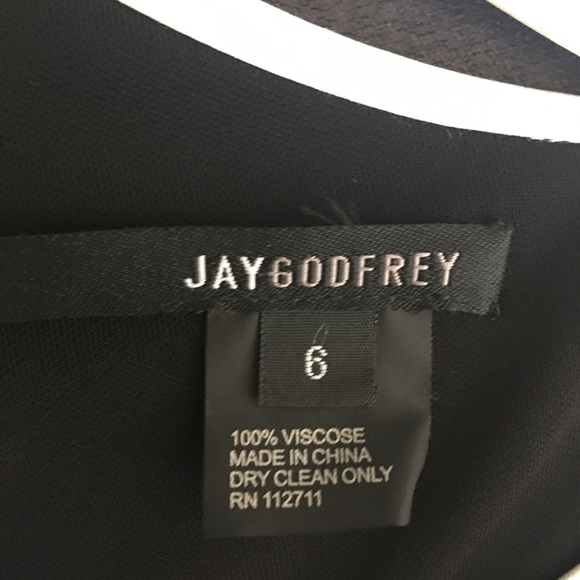 JAYGODFREY
6
100% VISCOSE
MADE IN CHINA
DRY CLEAN ONLY
RN 112711